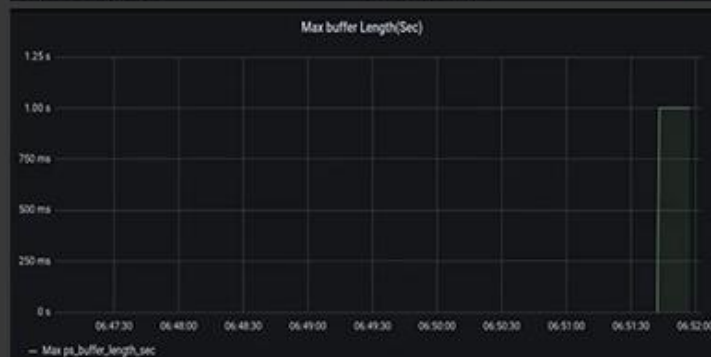 Max buffer Length(Sec)
1.25 s
1.00 s
750 ms
500 ms
250 ms
0 s
06:47:30 06:48:00 06:48:30 06:49:00 06:49:30 06:50:00 06:50:30 06:51:00 06:51:30 06:52:00
Max ps_buffer_length_sec